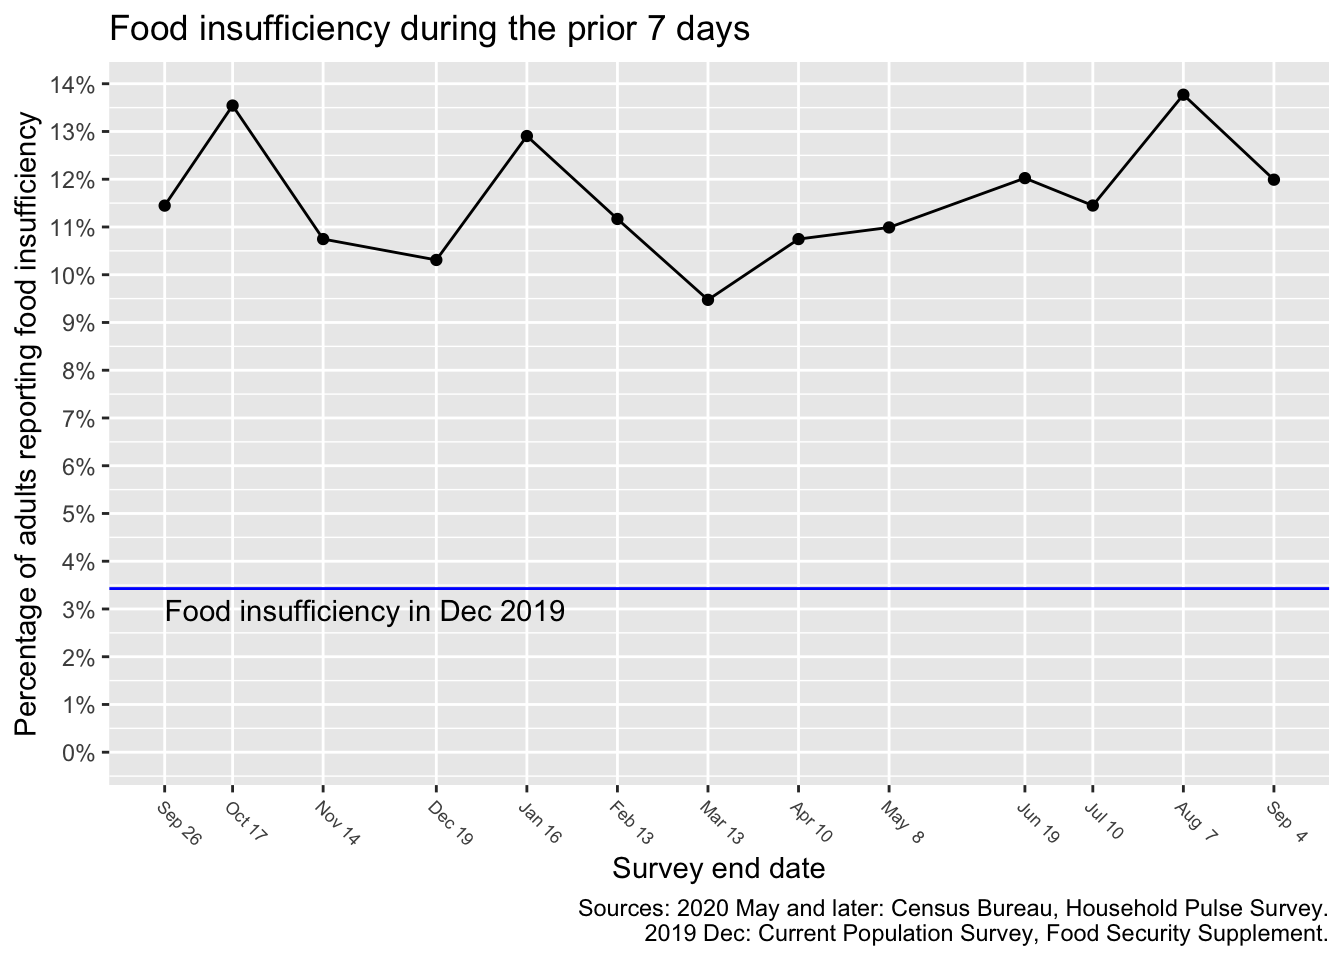 Food insufficiency during the prior 7 days
Percentage of adults reporting food insufficiency
14%
13%
12%
11%
10%
9%
8%
7%
6%
5%
4%
3%
2%
1%
0%
Food insufficiency in Dec 2019
Sep 26
Oct 17
Nov 14
Dec 19
Jan 16
Feb 13
Mar 13
Apr 10
May 8
Jun 19
Jul 10
Aug 7
Sep 4
Survey end date
Sources: 2020 May and later: Census Bureau, Household Pulse Survey.
2019 Dec: Current Population Survey, Food Security Supplement.